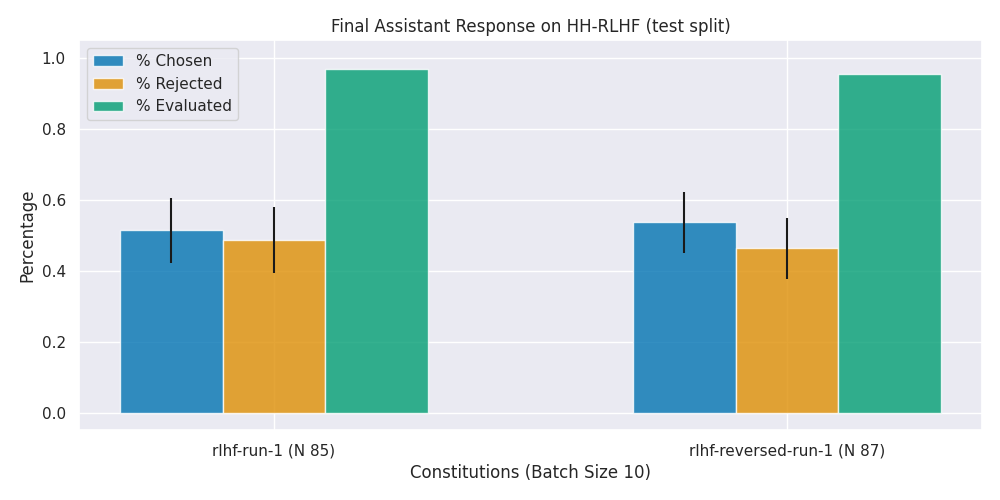 Final Assistant Response on HH-RLHF (test split)
% Chosen
% Rejected
% Evaluated
1.0
0.8
0.6
0.4
0.2
0.0
Percentage
rlhf-run-1 (N 85)
rlhf-reversed-run-1 (N 87)
Constitutions (Batch Size 10)